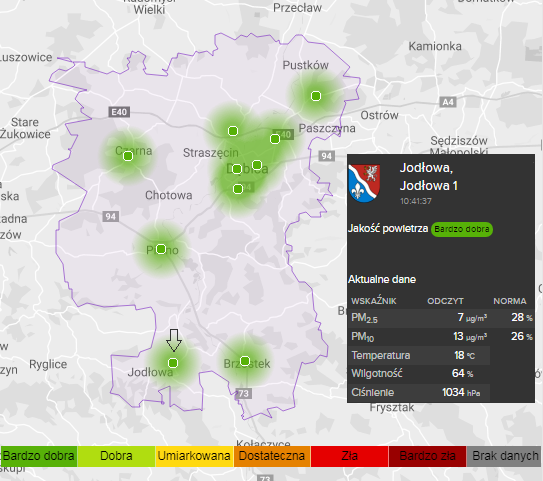 Radomyśl
Wielki
Przecław
Kamionka
Łuszowice
Pustków
E40
A4
Ostrów
Stare
Żukowice
Paszczyna
E40
Sędziszów
Małopolski
Czarna
Straszęcin
94
Dębica
94
Chotowa
94
Pilzno
Ryglice
Jodłowa
Brzostek
73
Frysztak
Kołaczyce
73
Jodłowa,
Jodłowa 1
10:41:37
Jakość powietrza Bardzo dobra
Aktualne dane
WSKAŹNIK ODCZYT NORMA
PM2.5 7 µg/m³ 28 %
PM10 13 µg/m³ 26 %
Temperatura 18 °C
Wilgotność 64 %
Ciśnienie 1034 hPa
Bardzo dobra Dobra Umiarkowana Dostateczna Zła Bardzo zła Brak danych